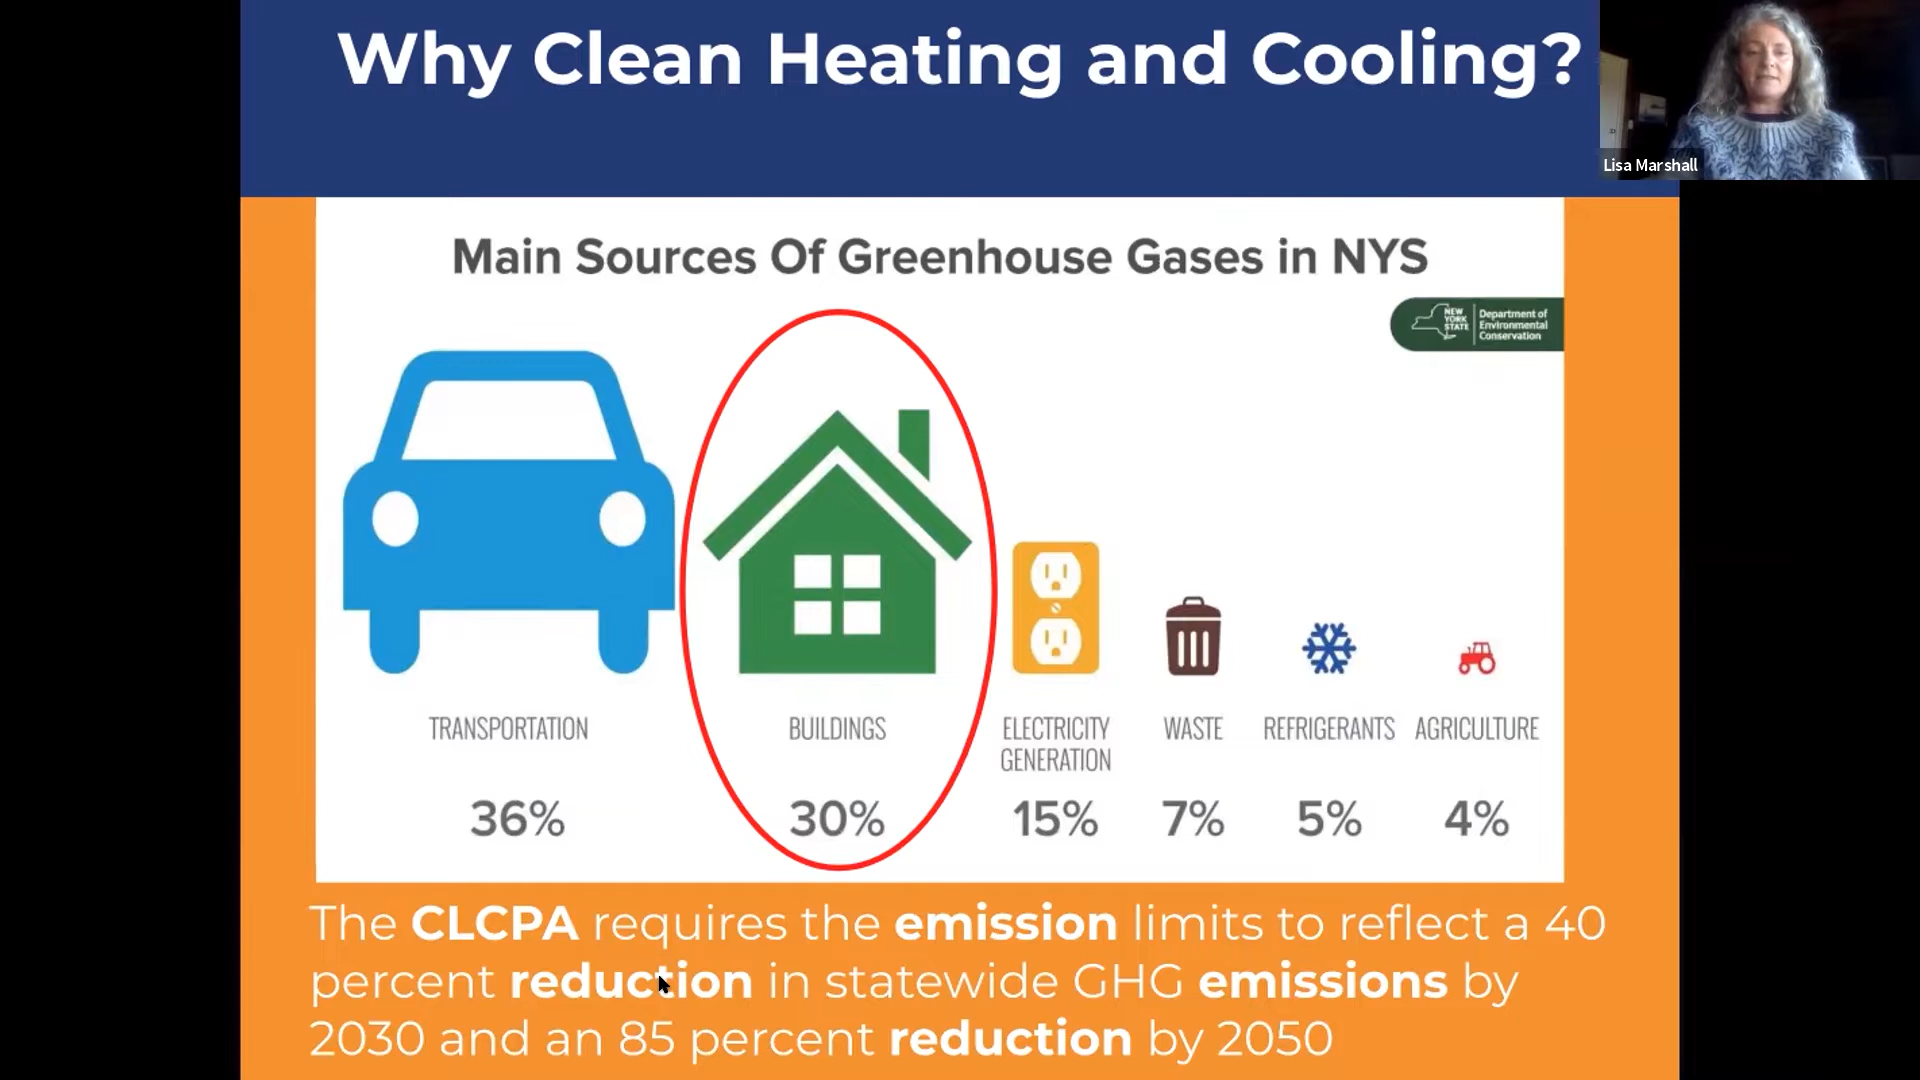 Why Clean Heating and Cooling?
Lisa Marshall
Main Sources Of Greenhouse Gases in NYS
NEW
YORK
STATE
Department of
Environmental
Conservation
TRANSPORTATION
BUILDINGS
ELECTRICITY
GENERATION
WASTE
REFRIGERANTS
AGRICULTURE
36%
30%
15%
7%
5%
4%
The CLCPA requires the emission limits to reflect a 40
percent reduction in statewide GHG emissions by
2030 and an 85 percent reduction by 2050